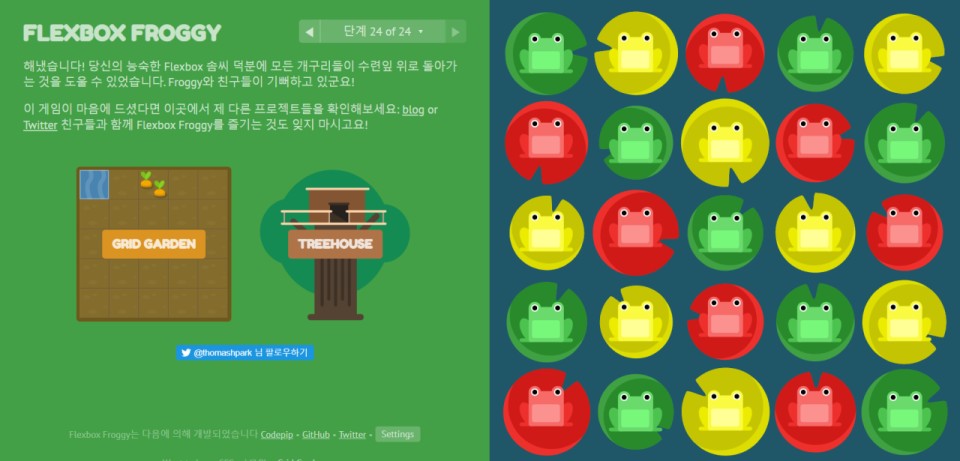 FLEXBOX FROGGY
◀ 단계 24 of 24 ▾ ▶
해냈습니다! 당신의 능숙한 Flexbox 솜씨 덕분에 모든 개구리들이 수련잎 위로 돌아가
는 것을 도울 수 있었습니다. Froggy와 친구들이 기뻐하고 있군요!
이 게임이 마음에 드셨다면 이곳에서 제 다른 프로젝트들을 확인해보세요: blog or
Twitter 친구들과 함께 Flexbox Froggy를 즐기는 것도 잊지 마시고요!
GRID GARDEN
TREEHOUSE
@thomashpark 님 팔로우하기
Flexbox Froggy는 다음에 의해 개발되었습니다 Codepip • GitHub • Twitter • Settings